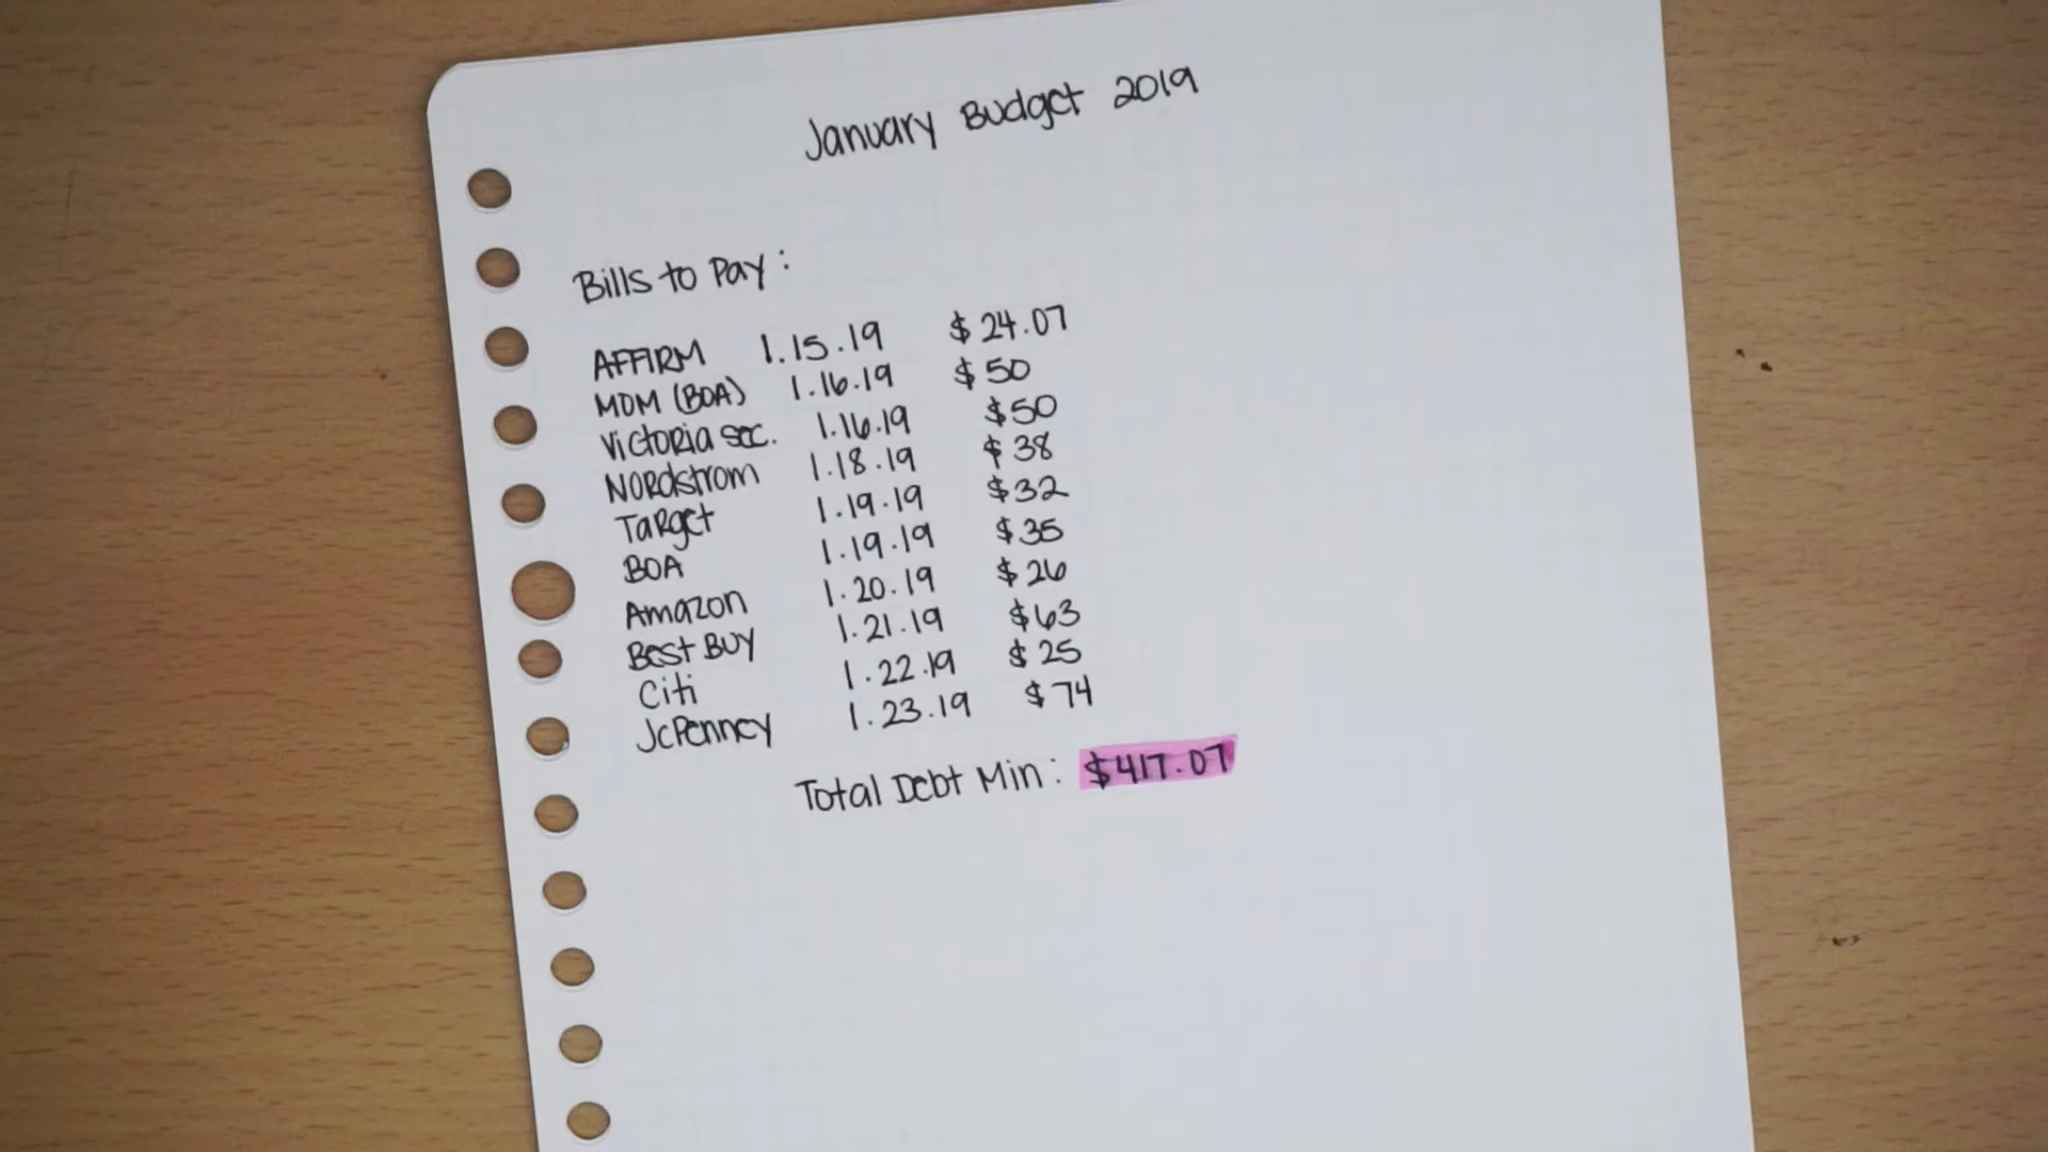 January Budget 2019
Bills to Pay:
AFFIRM 1.15.19 $24.07
MOM (BOA) 1.16.19 $50
Victoria Sec. 1.16.19 $50
Nordstrom 1.18.19 $38
Target 1.19.19 $32
BOA 1.19.19 $35
Amazon 1.20.19 $26
Best Buy 1.21.19 $63
Citi 1.22.19 $25
JcPenney 1.23.19 $74
Total Debt Min: $417.07